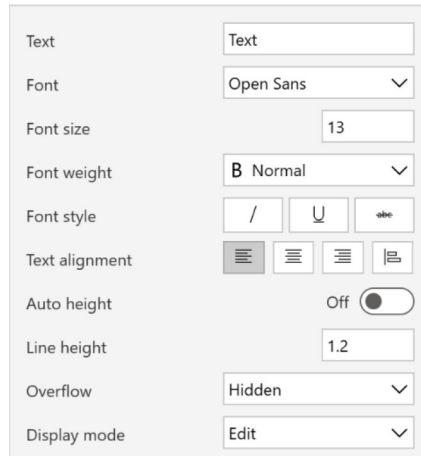 Text Text
Font Open Sans
Font size 13
Font weight B Normal
Font style / U abc
Text alignment
Auto height Off
Line height 1.2
Overflow Hidden
Display mode Edit